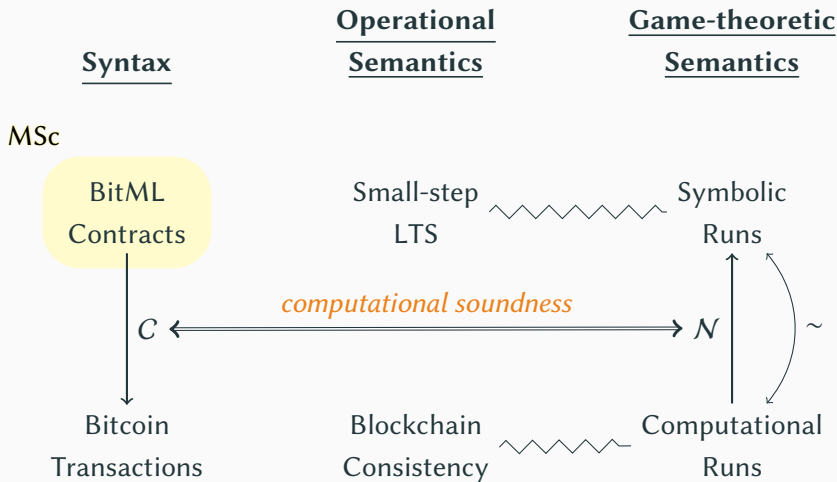 Syntax
Operational
Semantics
Game-theoretic
Semantics
MSc
BitML
Contracts
Small-step
LTS
Symbolic
Runs
computational soundness
C
N
~
Bitcoin
Transactions
Blockchain
Consistency
Computational
Runs